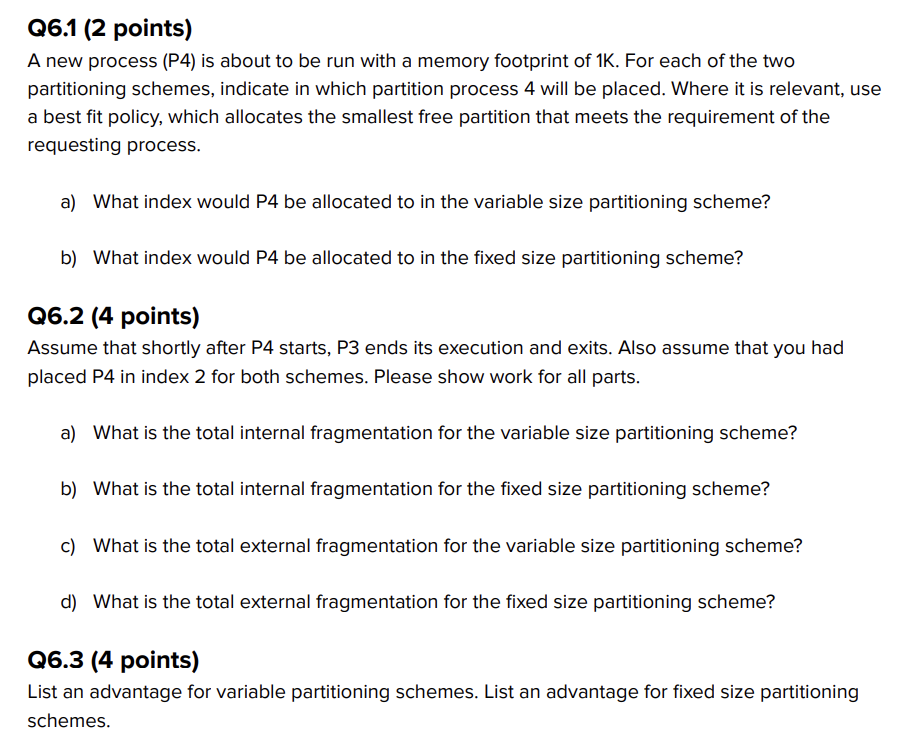 Q6.1 (2 points)
A new process (P4) is about to be run with a memory footprint of 1K. For each of the two
partitioning schemes, indicate in which partition process 4 will be placed. Where it is relevant, use
a best fit policy, which allocates the smallest free partition that meets the requirement of the
requesting process.
a) What index would P4 be allocated to in the variable size partitioning scheme?
b) What index would P4 be allocated to in the fixed size partitioning scheme?
Q6.2 (4 points)
Assume that shortly after P4 starts, P3 ends its execution and exits. Also assume that you had
placed P4 in index 2 for both schemes. Please show work for all parts.
a) What is the total internal fragmentation for the variable size partitioning scheme?
b) What is the total internal fragmentation for the fixed size partitioning scheme?
c) What is the total external fragmentation for the variable size partitioning scheme?
d) What is the total external fragmentation for the fixed size partitioning scheme?
Q6.3 (4 points)
List an advantage for variable partitioning schemes. List an advantage for fixed size partitioning
schemes.